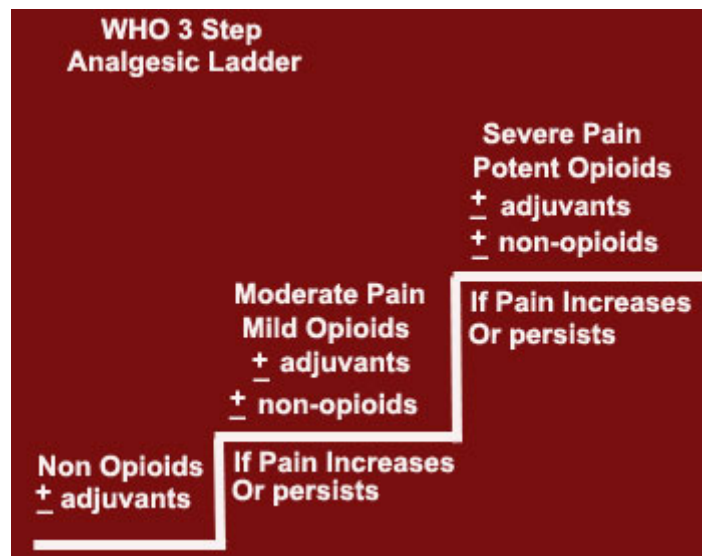 WHO 3 Step
Analgesic Ladder
Severe Pain
Potent Opioids
± adjuvants
± non-opioids
If Pain Increases
Or persists
Moderate Pain
Mild Opioids
± adjuvants
± non-opioids
If Pain Increases
Or persists
Non Opioids
± adjuvants